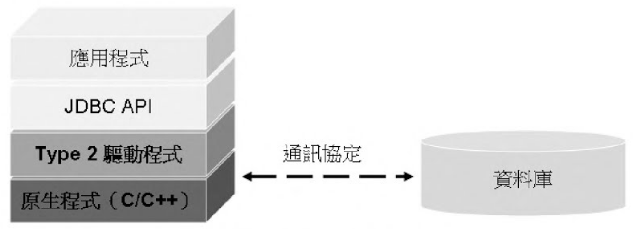 應用程式
JDBC API
Type 2 驅動程式
原生程式（C/C++）
通訊協定
資料庫